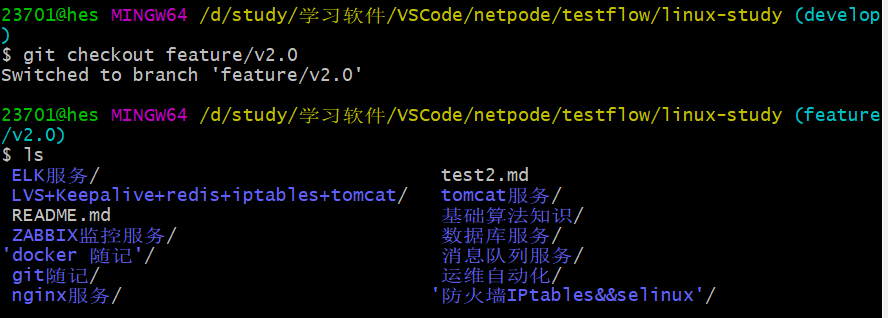 23701@hes MINGW64 /d/study/学习软件/VSCode/netpode/testflow/linux-study (develop
)
$ git checkout feature/v2.0
Switched to branch 'feature/v2.0'
23701@hes MINGW64 /d/study/学习软件/VSCode/netpode/testflow/linux-study (feature
/v2.0)
$ ls
ELK服务/ test2.md
LVS+Keepalive+redis+iptables+tomcat/ tomcat服务/
README.md 基础算法知识/
ZABBIX监控服务/ 数据库服务/
'docker 随记'/ 消息队列服务/
git随记/ 运维自动化/
nginx服务/ '防火墙IPtables&&selinux'/